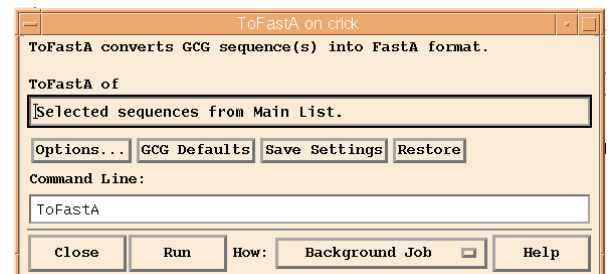 ToFastA on crick
ToFastA converts GCG sequence(s) into FastA format.
ToFastA of
Selected sequences from Main List.
Options... GCG Defaults Save Settings Restore
Command Line:
ToFastA
Close Run How: Background Job Help